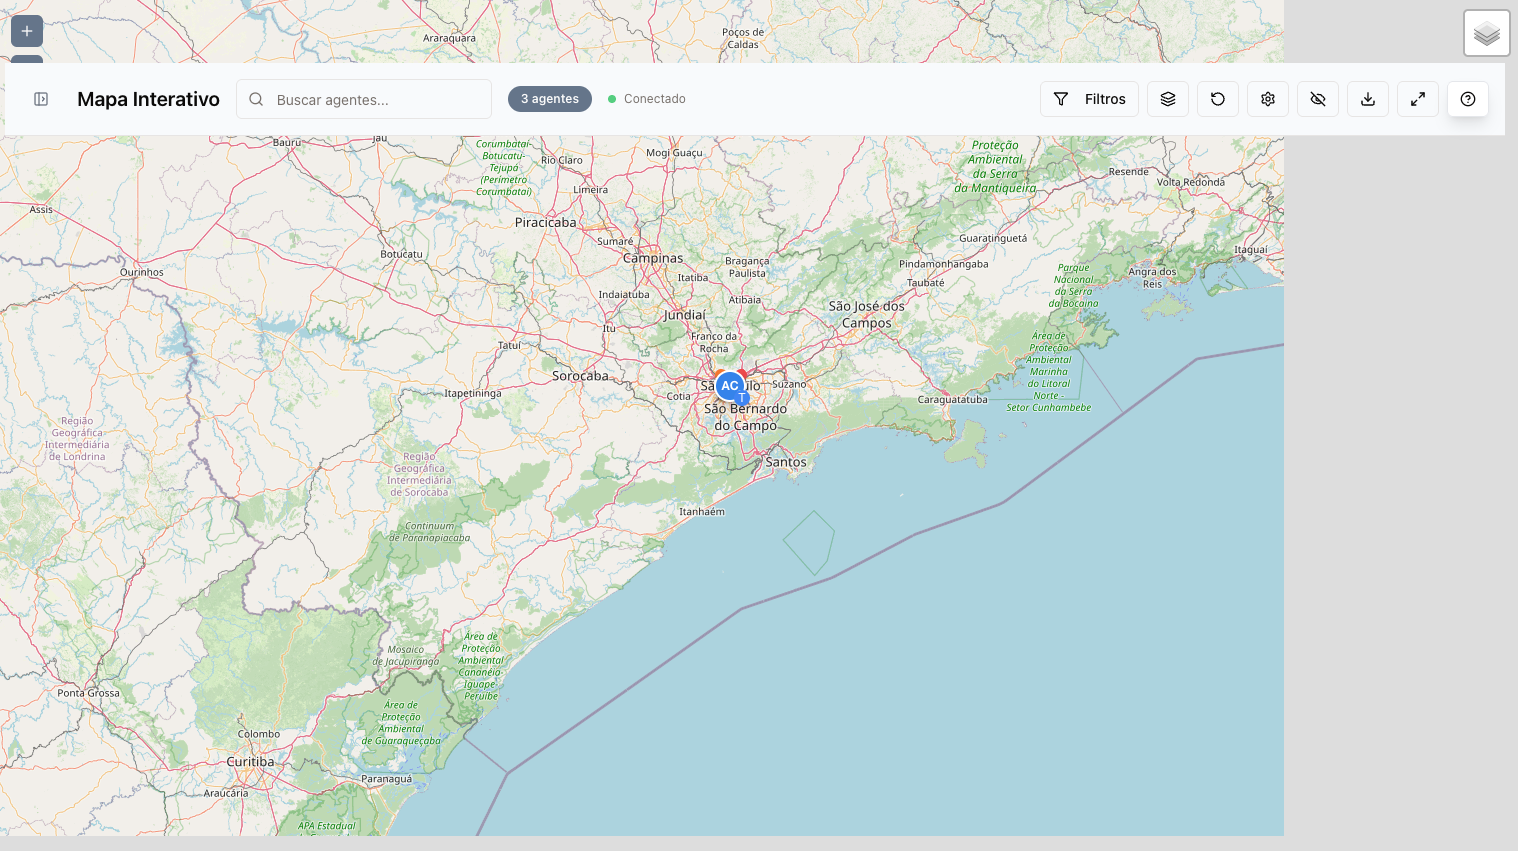 +
Araraquara
Poços de
Caldas
Mapa Interativo
Buscar agentes...
3 agentes
Conectado
Filtros
Bauru
Jaú
Corumbataí-
Botucatu-
Tejupá
(Perímetro
Corumbataí)
Rio Claro
Mogi Guaçu
Proteção
Ambiental
da Serra
da Mantiqueira
Resende
Volta Redonda
Limeira
Assis
Piracicaba
Sumaré
Guaratinguetá
Itaguaí
Botucatu
Campinas
Bragança
Paulista
Pindamonhangaba
Ourinhos
Itatiba
Taubaté
Parque
Nacional
da Serra
da Bocaina
Angra dos
Reis
Indaiatuba
Atibaia
São José dos
Campos
Jundiaí
Itu
Franco da
Rocha
Tatuí
Área de
Proteção
Ambiental
Marinha
do Litoral
Norte -
Setor Cunhambebe
Sorocaba
AC
T
Suzano
Itapetininga
Cotia
Caraguatatuba
São Bernardo
do Campo
Região
Geográfica
Intermediária
de Londrina
Região
Geográfica
Intermediária
de Sorocaba
Santos
Itanhaém
Continuum
de Paranapiacaba
Mosaico
de Jacupiranga
Área de
Proteção
Ambiental
Cananéia-
Iguape-
Peruíbe
Ponta Grossa
Área de
Proteção
Ambiental
de Guaraqueçaba
Colombo
Curitiba
Paranaguá
Araucária
APA Estadual